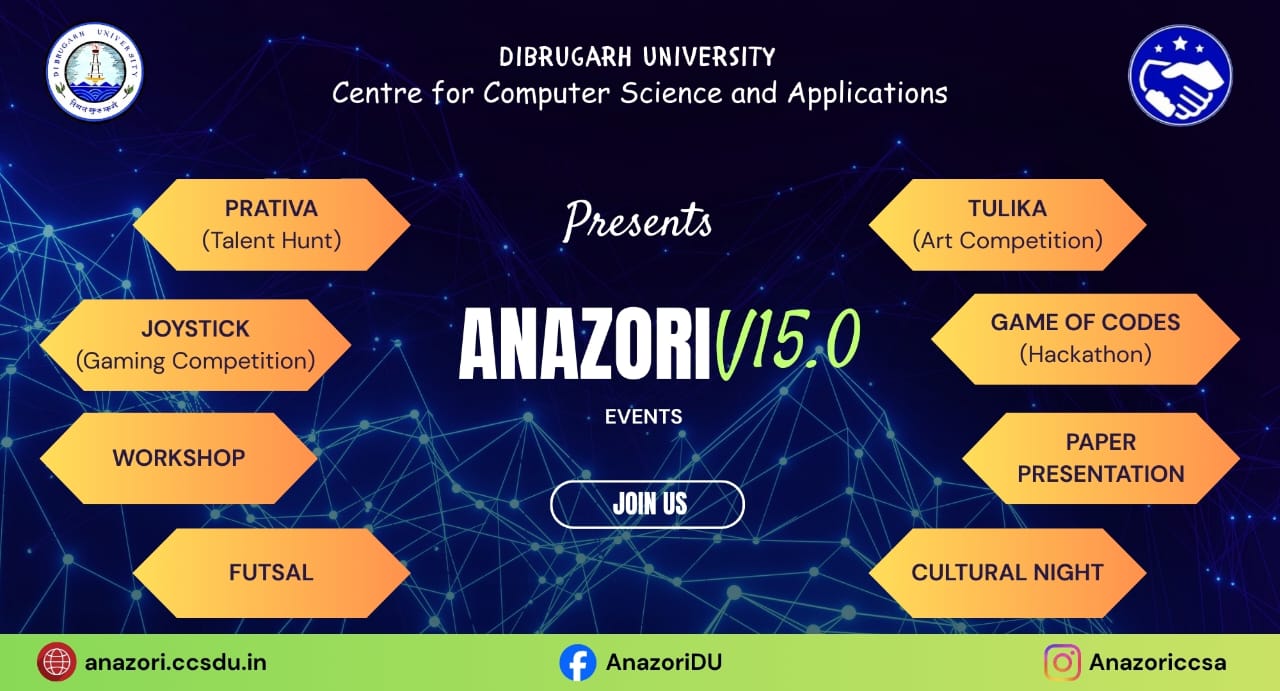 DIBRUGARH UNIVERSITY
DIBRUGARH UNIVERSITY
Centre for Computer Science and Applications
Presents
ANAZORI V15.0
EVENTS
JOIN US
PRATIVA
(Talent Hunt)
JOYSTICK
(Gaming Competition)
WORKSHOP
FUTSAL
TULIKA
(Art Competition)
GAME OF CODES
(Hackathon)
PAPER
PRESENTATION
CULTURAL NIGHT
anazori.ccsdu.in
AnazoriDU
Anazoriccsa